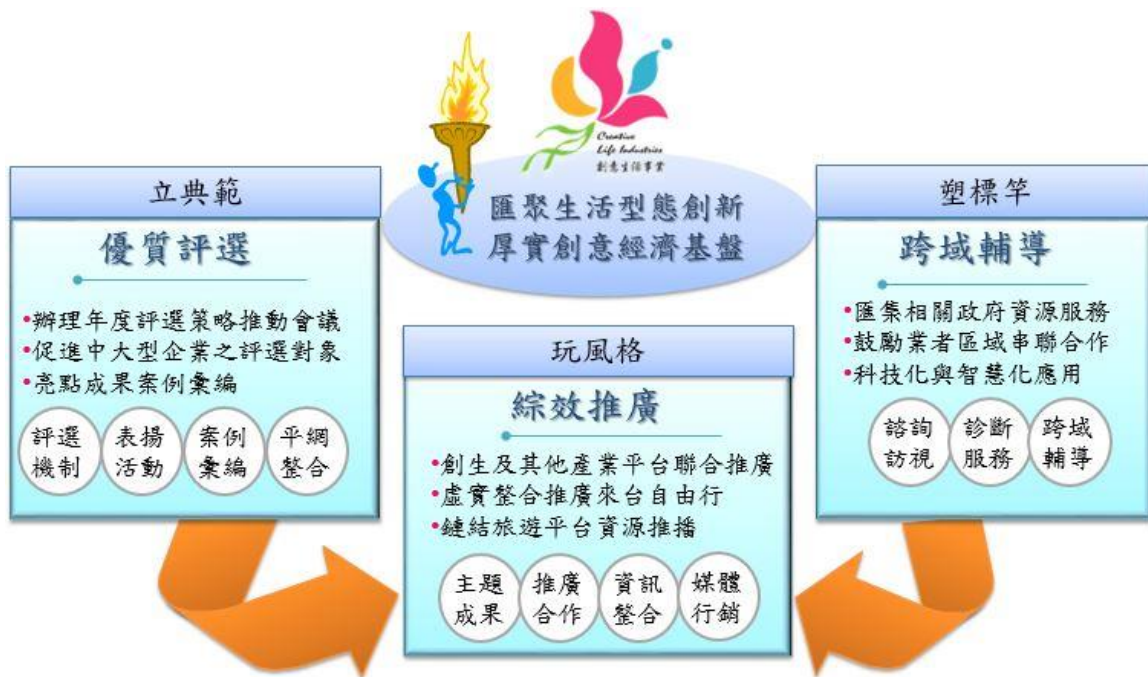 Creative
Life Industries
創意生活事業
匯聚生活型態創新
厚實創意經濟基盤
立典範
優質評選
•辦理年度評選策略推動會議
•促進中大型企業之評選對象
•亮點成果案例彙編
評選
機制
表揚
活動
案例
彙編
平網
整合
玩風格
綜效推廣
•創生及其他產業平台聯合推廣
•虛實整合推廣來台自由行
•鏈結旅遊平台資源推播
主題
成果
推廣
合作
資訊
整合
媒體
行銷
塑標竿
跨域輔導
•匯集相關政府資源服務
•鼓勵業者區域串聯合作
•科技化與智慧化應用
諮詢
訪視
診斷
服務
跨域
輔導